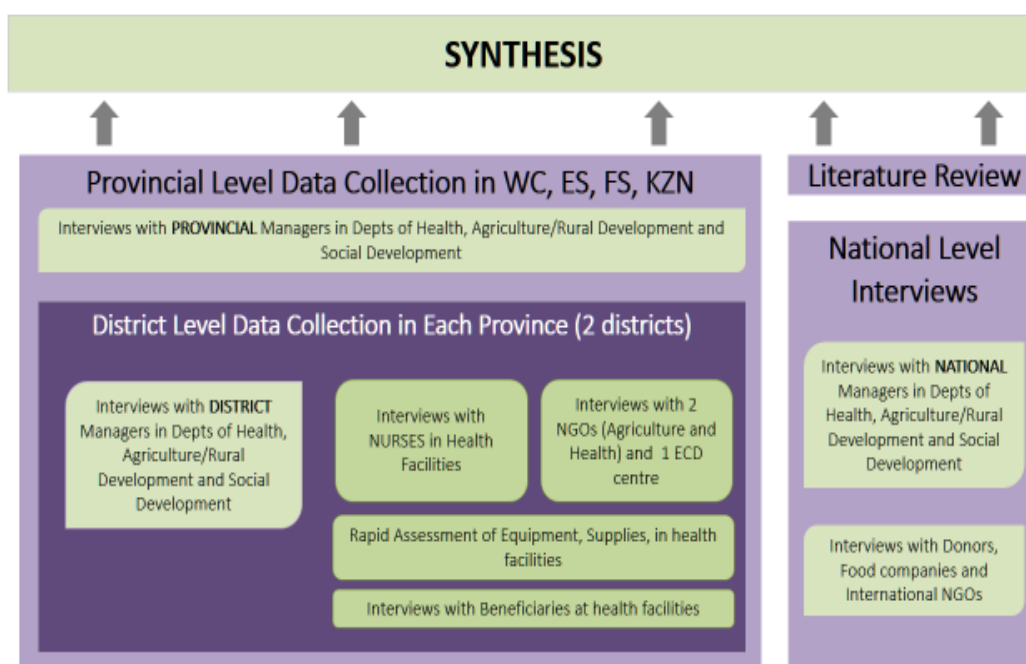 SYNTHESIS
Provincial Level Data Collection in WC, ES, FS, KZN
Interviews with PROVINCIAL Managers in Depts of Health, Agriculture/Rural Development and
Social Development
District Level Data Collection in Each Province (2 districts)
Interviews with DISTRICT
Managers in Depts of Health,
Agriculture/Rural
Development and Social
Development
Interviews with
NURSES in Health
Facilities
Interviews with 2
NGOs (Agriculture and
Health) and 1 ECD
centre
Rapid Assessment of Equipment, Supplies, in health
facilities
Interviews with Beneficiaries at health facilities
Literature Review
National Level
Interviews
Interviews with NATIONAL
Managers in Depts of
Health, Agriculture/Rural
Development and Social
Development
Interviews with Donors,
Food companies and
International NGOs